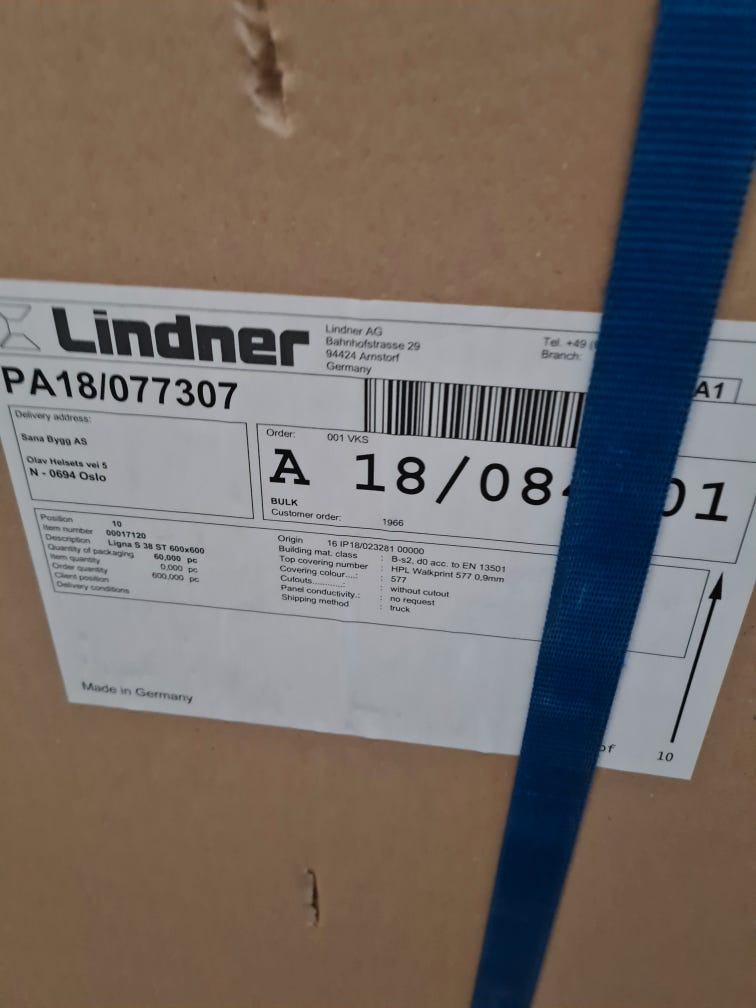 Lindner
Lindner AG
Bahnhofstrasse 29
94424 Arnstorf
Germany
Tel. +49 (
Branch:
A1
PA18/077307
Delivery address:
Sana Bygg AS
Olav Helsets vei 5
N - 0694 Oslo
Order: 001 VKS
A 18/084 01
BULK
Customer order: 1966
Position 10
Item number 00017120
Description Ligna S 38 ST 600x600
Quantity of packaging 60,000 pc
Item quantity 0,000 pc
Order quantity 600,000 pc
Client position
Delivery conditions
Origin 16 IP18/023281 00000
Building mat. class : B-s2, d0 acc. to EN 13501
Top covering number : HPL Walkprint 577 0,9mm
Covering colour....: : 577
Cutouts............: : without cutout
Panel conductivity.: : no request
Shipping method : truck
Made in Germany
of 10